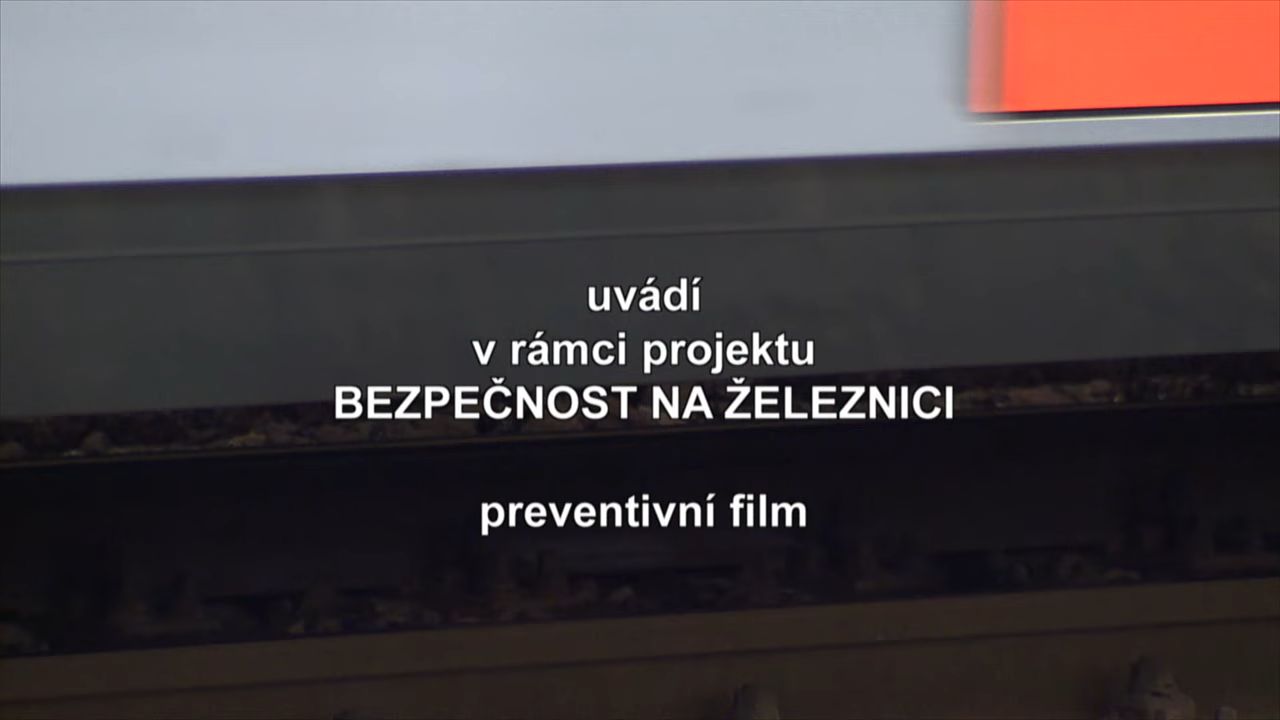 uvádí
v rámci projektu
BEZPEČNOST NA ŽELEZNICI
preventivní film